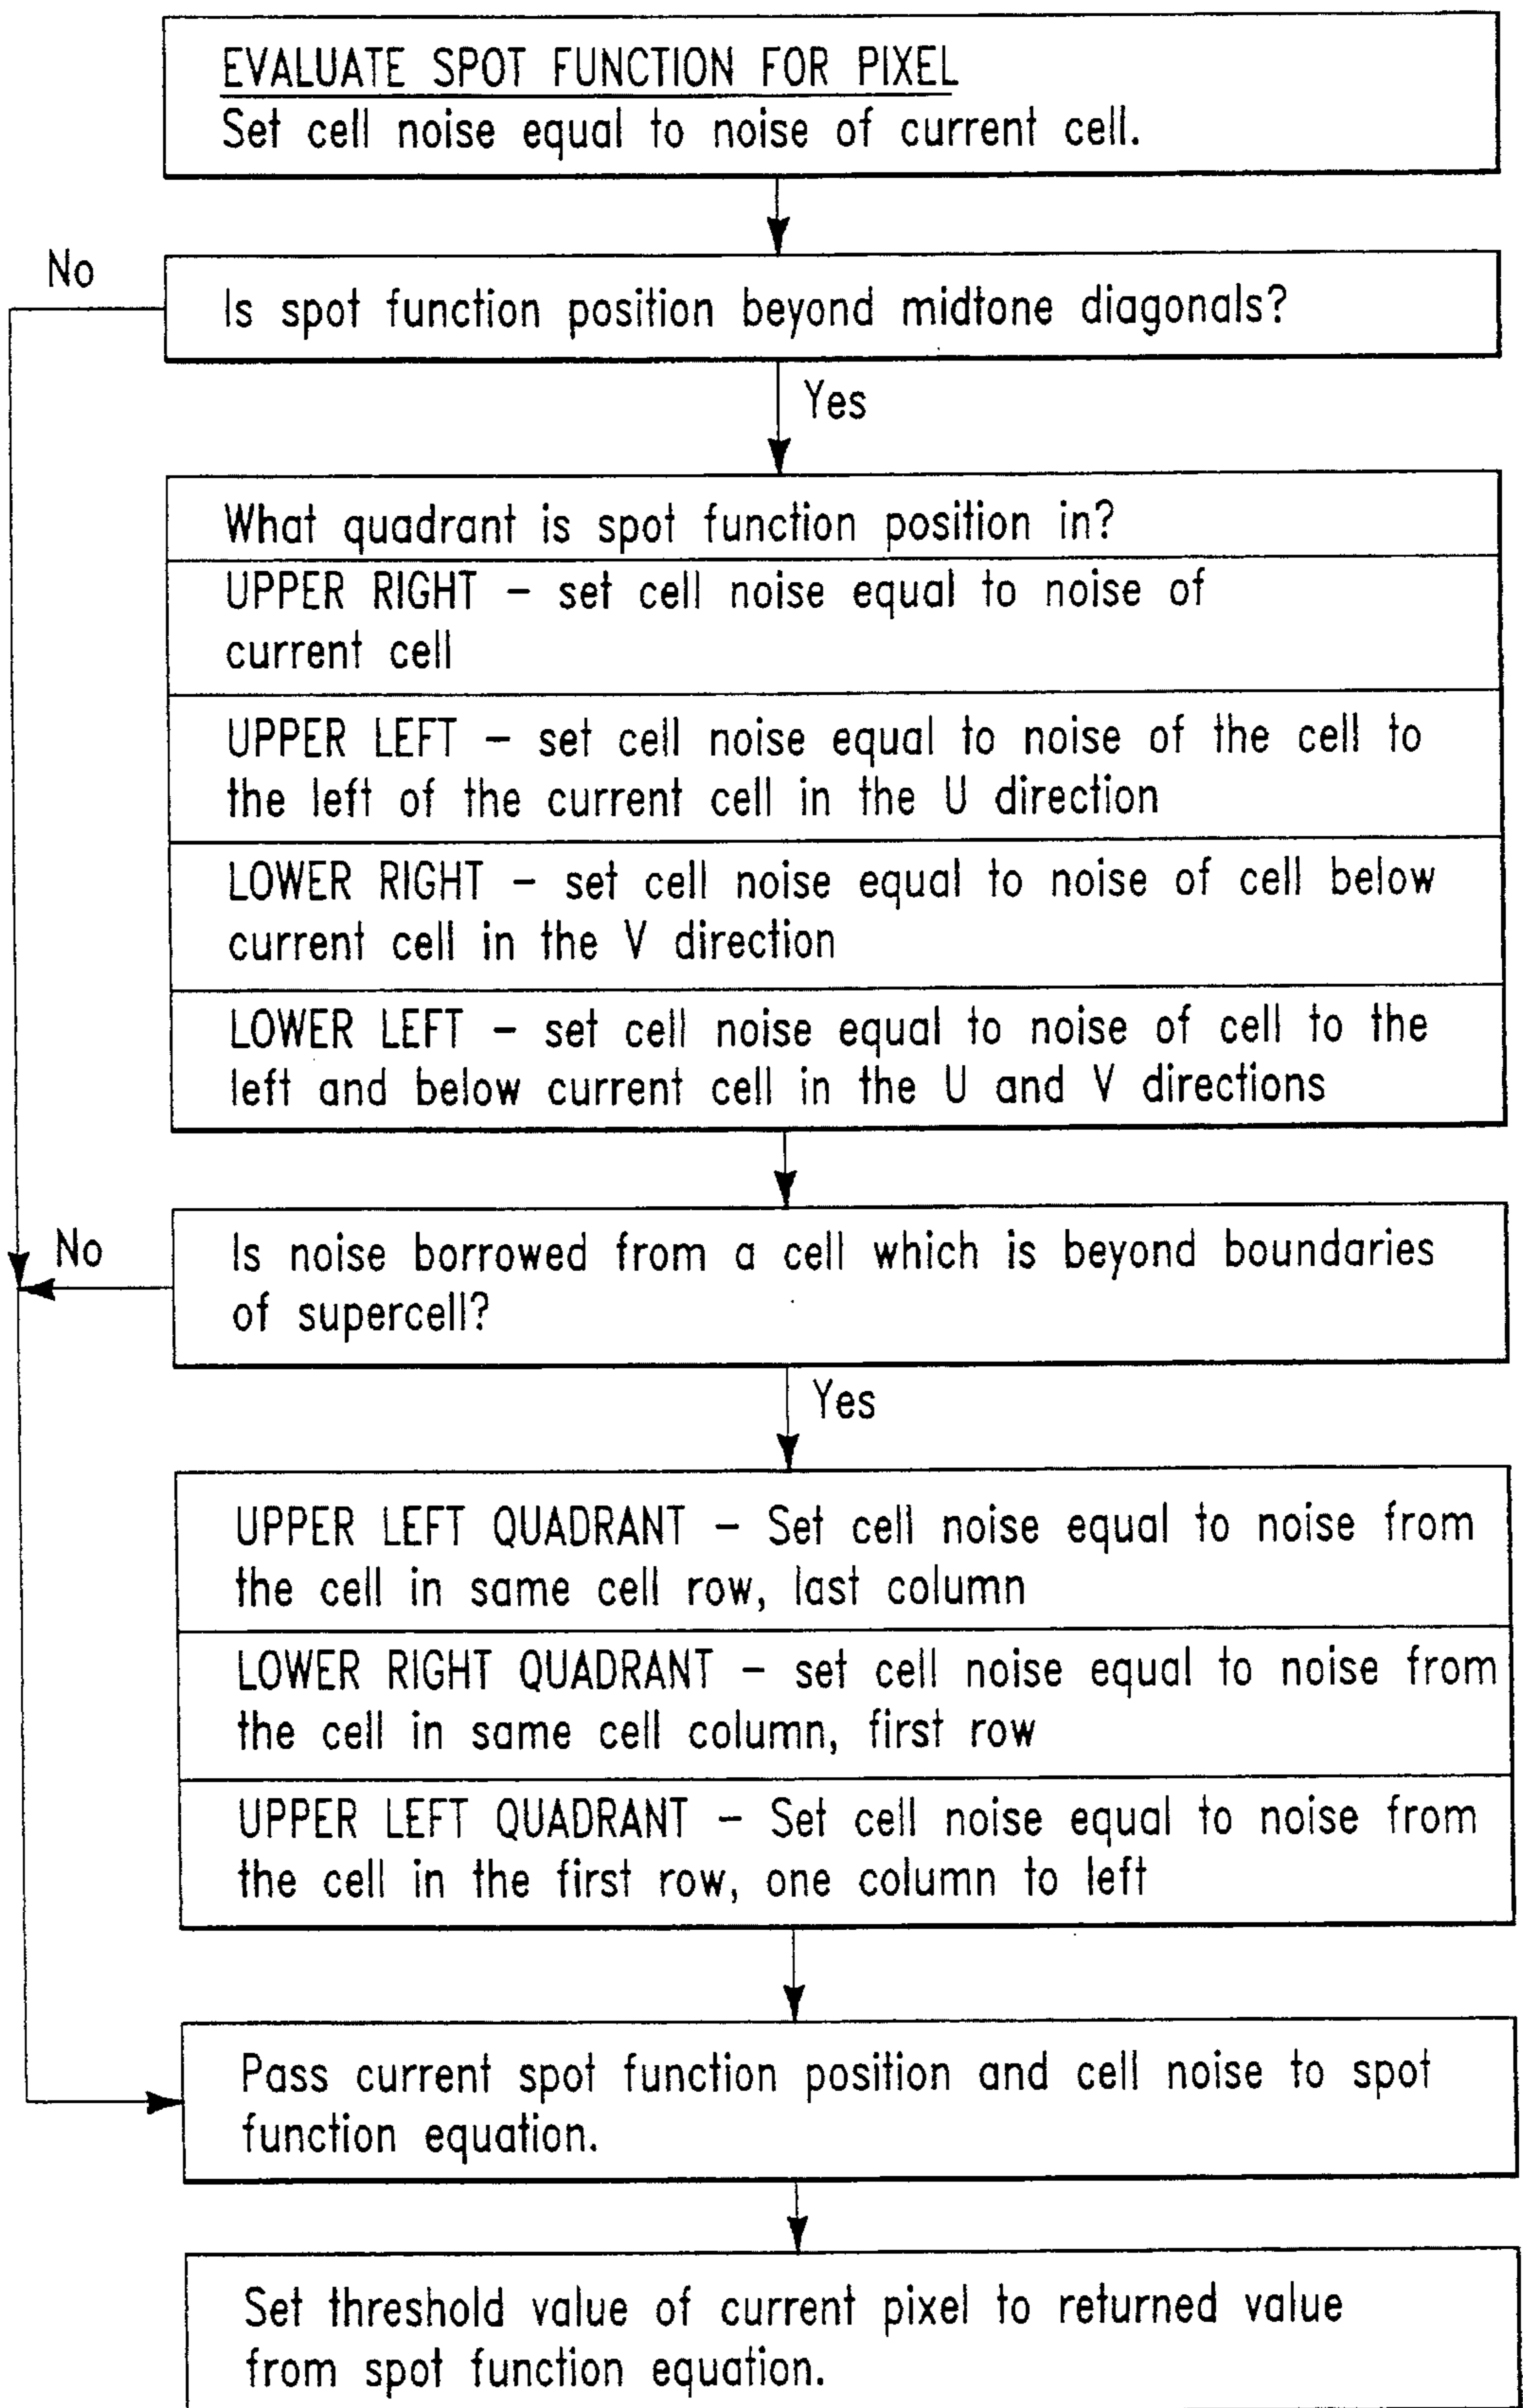 EVALUATE SPOT FUNCTION FOR PIXEL
Set cell noise equal to noise of current cell.
No
Is spot function position beyond midtone diagonals?
Yes
What quadrant is spot function position in?
UPPER RIGHT – set cell noise equal to noise of
current cell
UPPER LEFT – set cell noise equal to noise of the cell to
the left of the current cell in the U direction
LOWER RIGHT – set cell noise equal to noise of cell below
current cell in the V direction
LOWER LEFT – set cell noise equal to noise of cell to the
left and below current cell in the U and V directions
No
Is noise borrowed from a cell which is beyond boundaries
of supercell?
Yes
UPPER LEFT QUADRANT – Set cell noise equal to noise from
the cell in same cell row, last column
LOWER RIGHT QUADRANT – set cell noise equal to noise from
the cell in same cell column, first row
UPPER LEFT QUADRANT – Set cell noise equal to noise from
the cell in the first row, one column to left
Pass current spot function position and cell noise to spot
function equation.
Set threshold value of current pixel to returned value
from spot function equation.